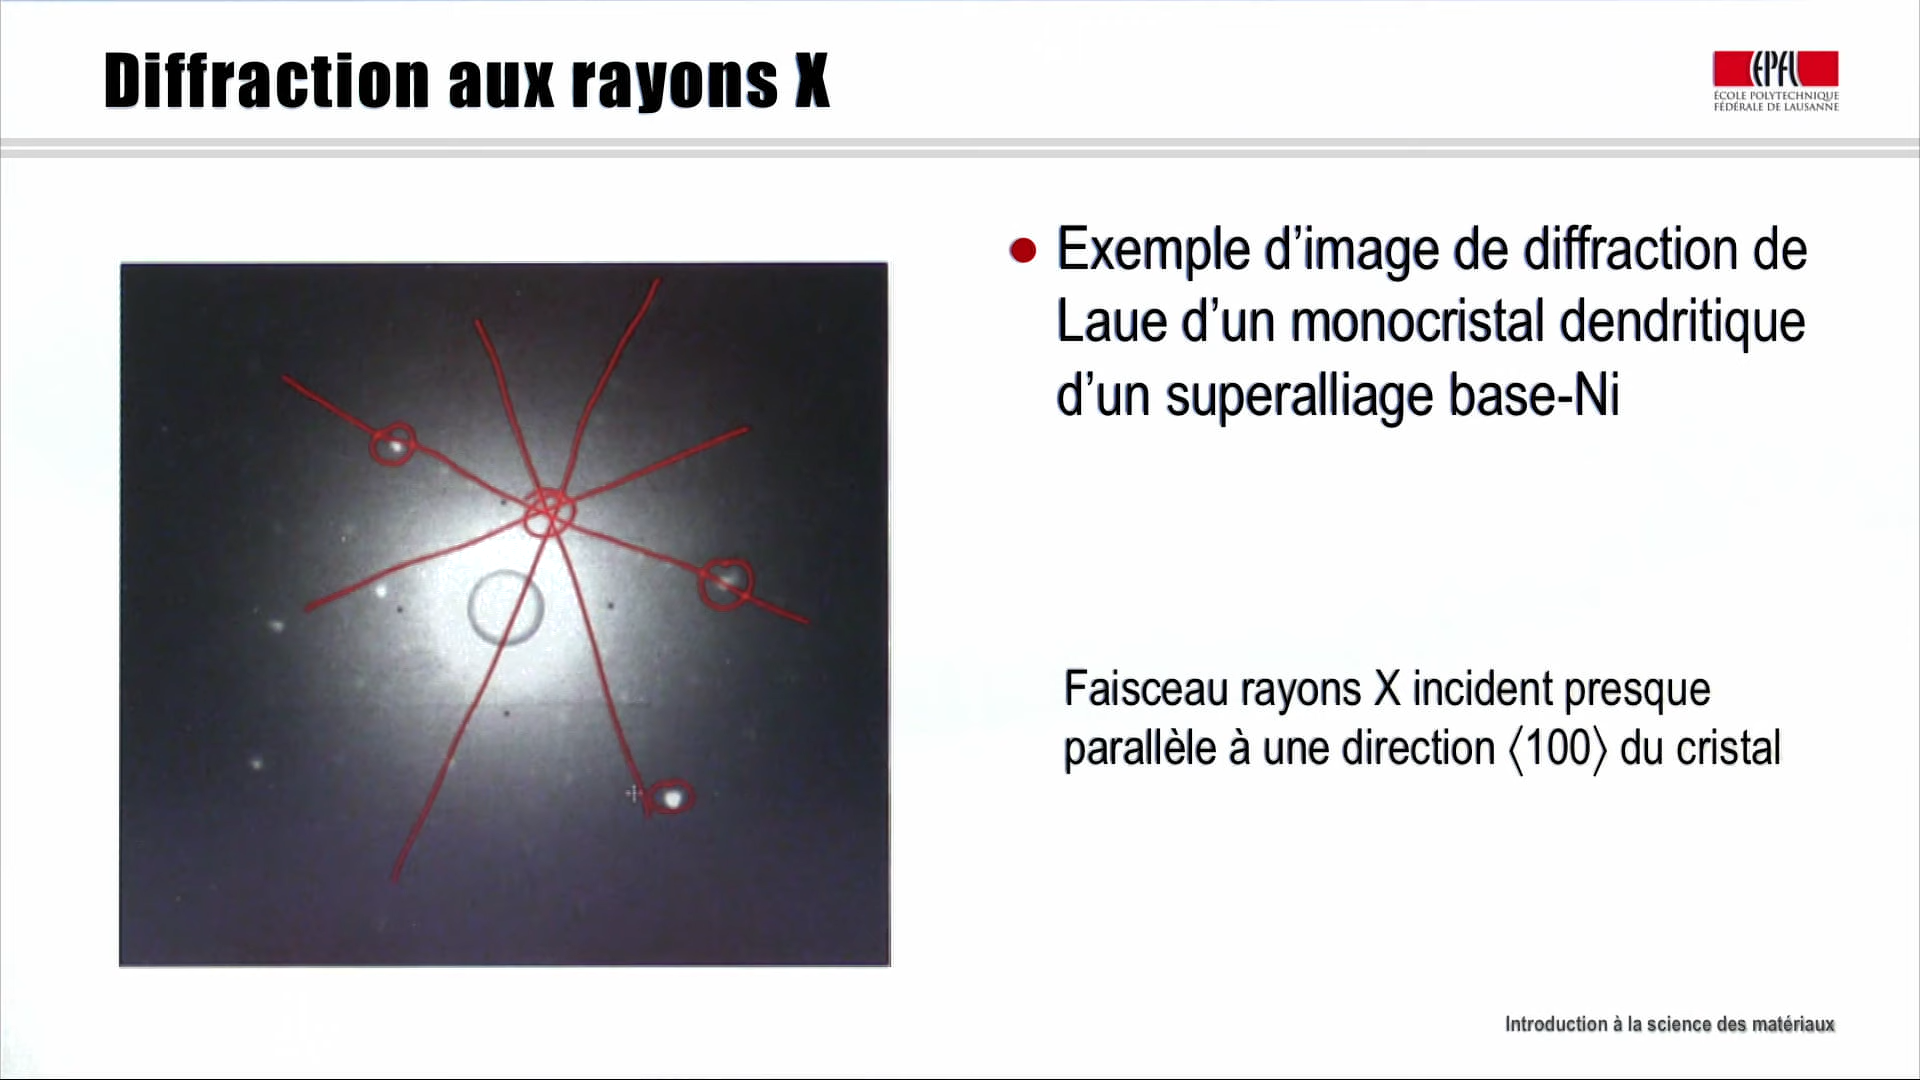 Diffraction aux rayons X
EPFL
ÉCOLE POLYTECHNIQUE
FÉDÉRALE DE LAUSANNE
Exemple d’image de diffraction de
Laue d’un monocristal dendritique
d’un superalliage base-Ni
Faisceau rayons X incident presque
parallèle à une direction ⟨100⟩ du cristal
Introduction à la science des matériaux